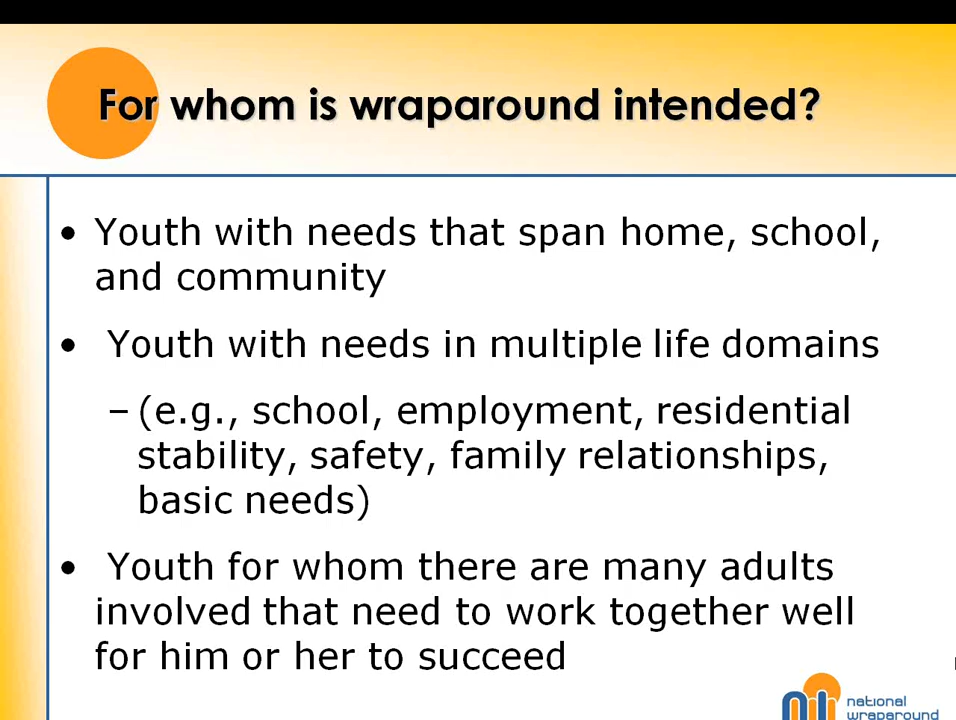 For whom is wraparound intended?
• Youth with needs that span home, school,
and community
• Youth with needs in multiple life domains
– (e.g., school, employment, residential
stability, safety, family relationships,
basic needs)
• Youth for whom there are many adults
involved that need to work together well
for him or her to succeed
national
wraparound